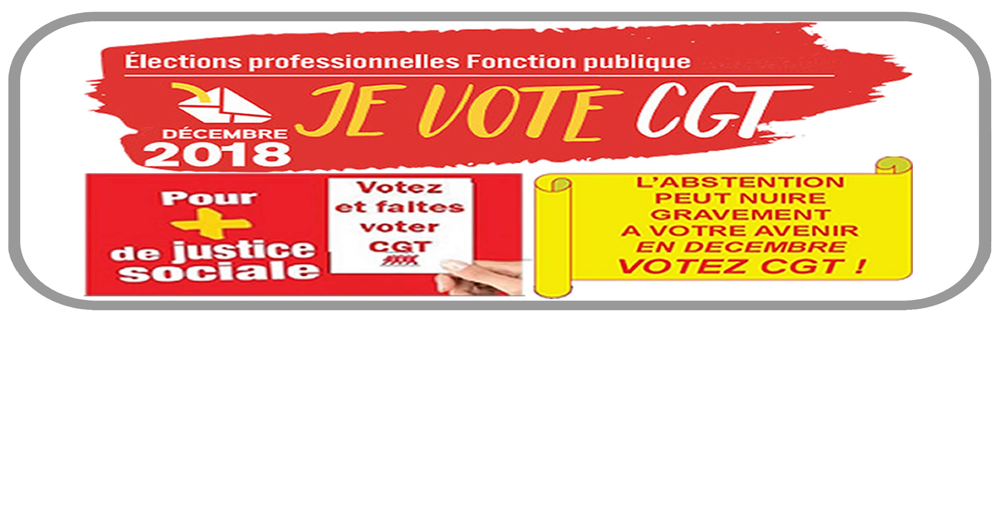 Élections professionnelles Fonction publique
JE VOTE CGT
DÉCEMBRE
2018
Pour
+
de justice
sociale
Votez
et faites
voter
CGT
L'ABSTENTION
PEUT NUIRE
GRAVEMENT
A VOTRE AVENIR
EN DECEMBRE
VOTEZ CGT !